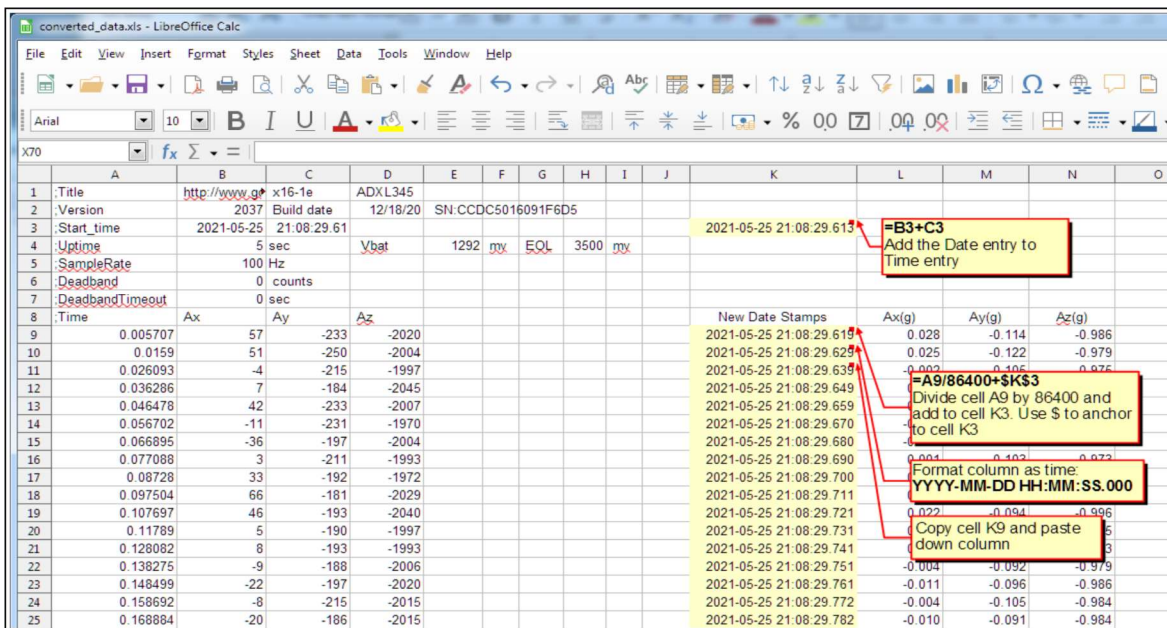 converted_data.xls - LibreOffice Calc
File Edit View Insert Format Styles Sheet Data Tools Window Help
Arial 10
X70
A B C D E F G H I J K L M N O
1 ;Title http://www.gc x16-1e ADXL345
2 ;Version 2037 Build date 12/18/20 SN:CCDC5016091F6D5
3 ;Start_time 2021-05-25 21:08:29.61 2021-05-25 21:08:29.613
=B3+C3
Add the Date entry to
Time entry
4 ;Uptime 5 sec Vbat 1292 mv EOL 3500 mv
5 ;SampleRate 100 Hz
6 ;Deadband 0 counts
7 ;DeadbandTimeout 0 sec
8 ;Time Ax Ay Az New Date Stamps Ax(g) Ay(g) Az(g)
9 0.005707 57 -233 -2020 2021-05-25 21:08:29.619 0.028 -0.114 -0.986
10 0.0159 51 -250 -2004 2021-05-25 21:08:29.629 0.025 -0.122 -0.979
11 0.026093 -4 -215 -1997 2021-05-25 21:08:29.639 -0.002 -0.105 -0.975
12 0.036286 7 -184 -2045 2021-05-25 21:08:29.649
13 0.046478 42 -233 -2007 2021-05-25 21:08:29.659
14 0.056702 -11 -231 -1970 2021-05-25 21:08:29.670
15 0.066895 -36 -197 -2004 2021-05-25 21:08:29.680
=A9/86400+$K$3
Divide cell A9 by 86400 and
add to cell K3. Use $ to anchor
to cell K3
16 0.077088 3 -211 -1993 2021-05-25 21:08:29.690 0.001 -0.103 -0.973
17 0.08728 33 -192 -1972 2021-05-25 21:08:29.700
18 0.097504 66 -181 -2029 2021-05-25 21:08:29.711
Format column as time:
YYYY-MM-DD HH:MM:SS.000
19 0.107697 46 -193 -2040 2021-05-25 21:08:29.721 0.022 -0.094 -0.996
20 0.11789 5 -190 -1997 2021-05-25 21:08:29.731
21 0.128082 8 -193 -1993 2021-05-25 21:08:29.741
Copy cell K9 and paste
down column
22 0.138275 -9 -188 -2006 2021-05-25 21:08:29.751 -0.004 -0.092 -0.979
23 0.148499 -22 -197 -2020 2021-05-25 21:08:29.761 -0.011 -0.096 -0.986
24 0.158692 -8 -215 -2015 2021-05-25 21:08:29.772 -0.004 -0.105 -0.984
25 0.168884 -20 -186 -2015 2021-05-25 21:08:29.782 -0.010 -0.091 -0.984